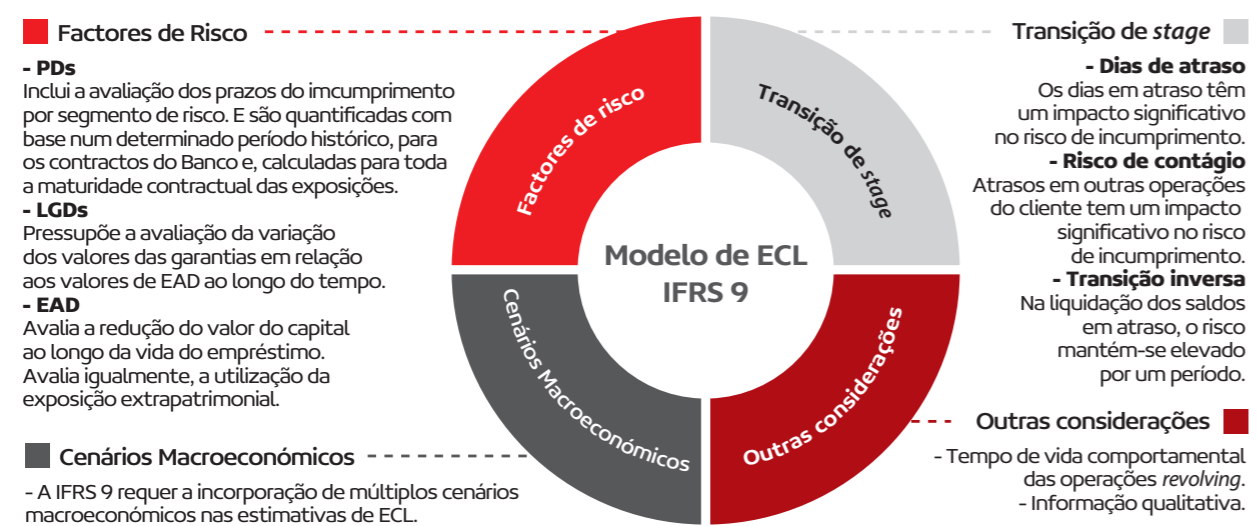 Factores de Risco
- PDs
Inclui a avaliação dos prazos do imcumprimento
por segmento de risco. E são quantificadas com
base num determinado período histórico, para
os contractos do Banco e, calculadas para toda
a maturidade contractual das exposições.
- LGDs
Pressupõe a avaliação da variação
dos valores das garantias em relação
aos valores de EAD ao longo do tempo.
- EAD
Avalia a redução do valor do capital
ao longo da vida do empréstimo.
Avalia igualmente, a utilização da
exposição extrapatrimonial.
Cenários Macroeconómicos
- A IFRS 9 requer a incorporação de múltiplos cenários
macroeconómicos nas estimativas de ECL.
Factores de risco
Transição de stage
Modelo de ECL
IFRS 9
Cenários Macroeconómicos
Outras considerações
Transição de stage
- Dias de atraso
Os dias em atraso têm
um impacto significativo
no risco de incumprimento.
- Risco de contágio
Atrasos em outras operações
do cliente tem um impacto
significativo no risco
de incumprimento.
- Transição inversa
Na liquidação dos saldos
em atraso, o risco
mantém-se elevado
por um período.
Outras considerações
- Tempo de vida comportamental
das operações revolving.
- Informação qualitativa.